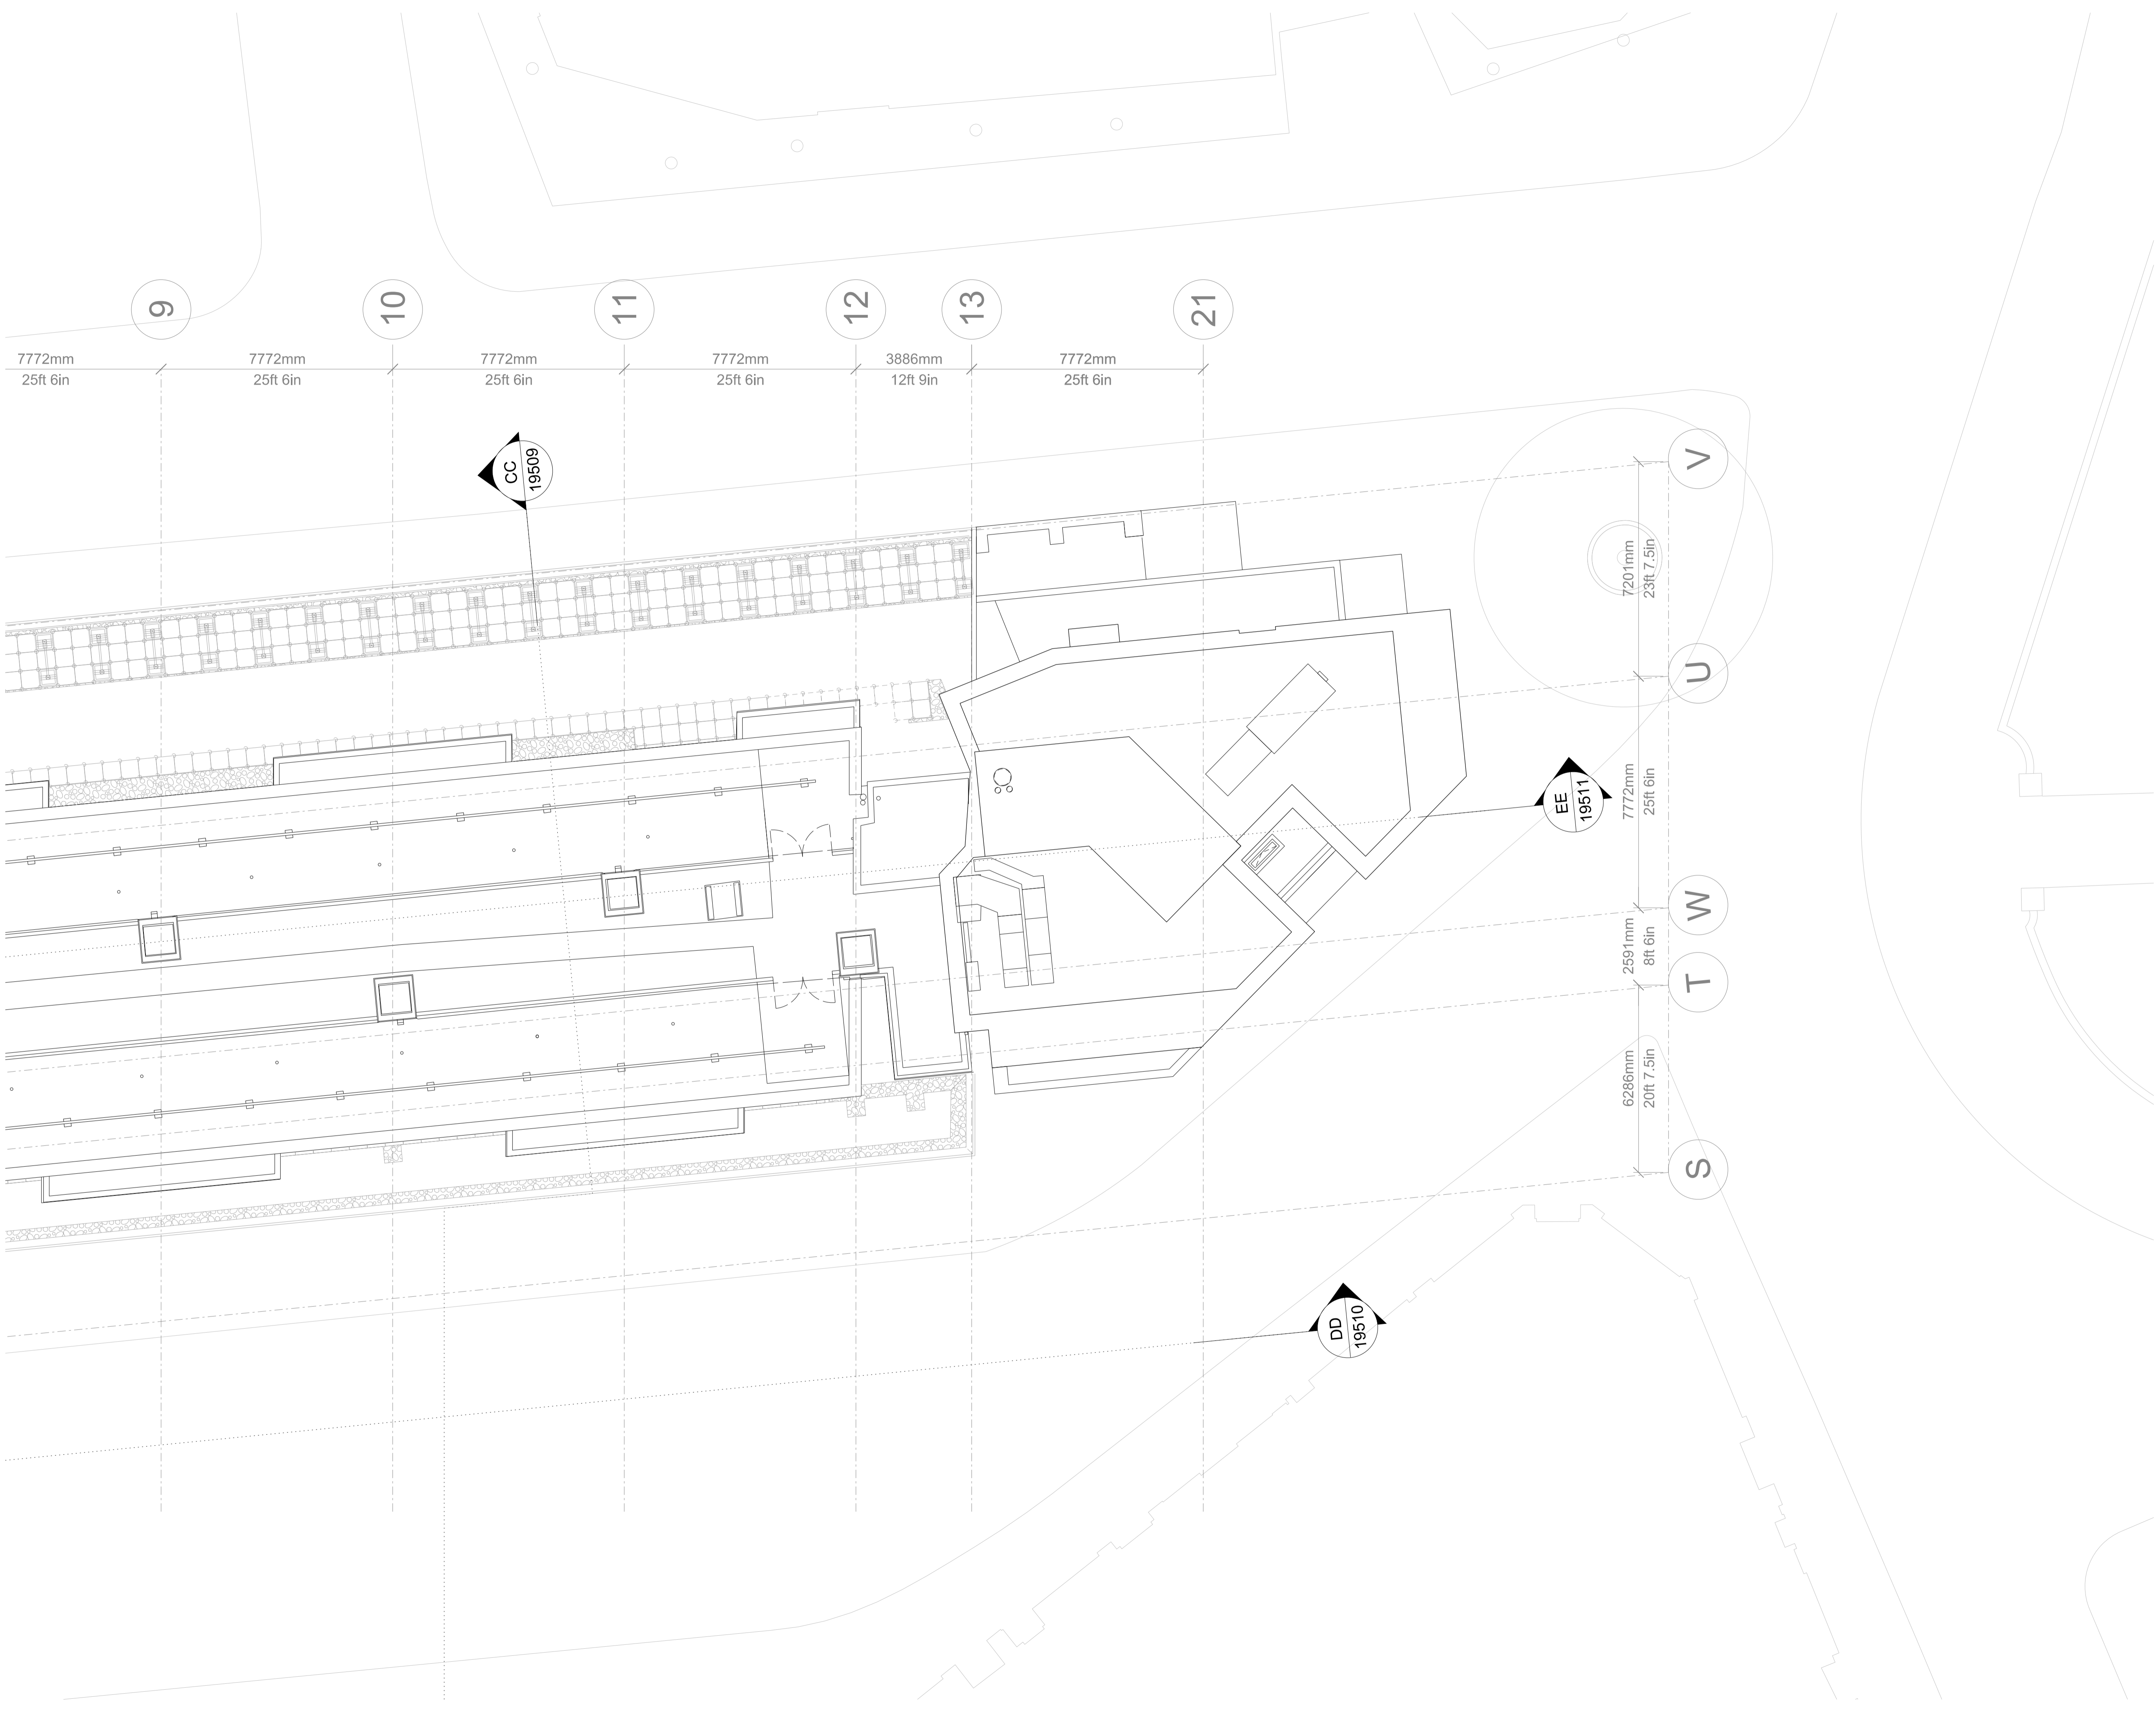 9
10
11
12
13
21
7772mm
7772mm
7772mm
7772mm
3886mm
7772mm
25ft 6in
25ft 6in
25ft 6in
25ft 6in
12ft 9in
25ft 6in
CC
19509
V
7201mm
23ft 7.5in
U
7772mm
25ft 6in
EE
19511
W
2591mm
8ft 6in
T
6286mm
20ft 7.5in
S
DD
19510